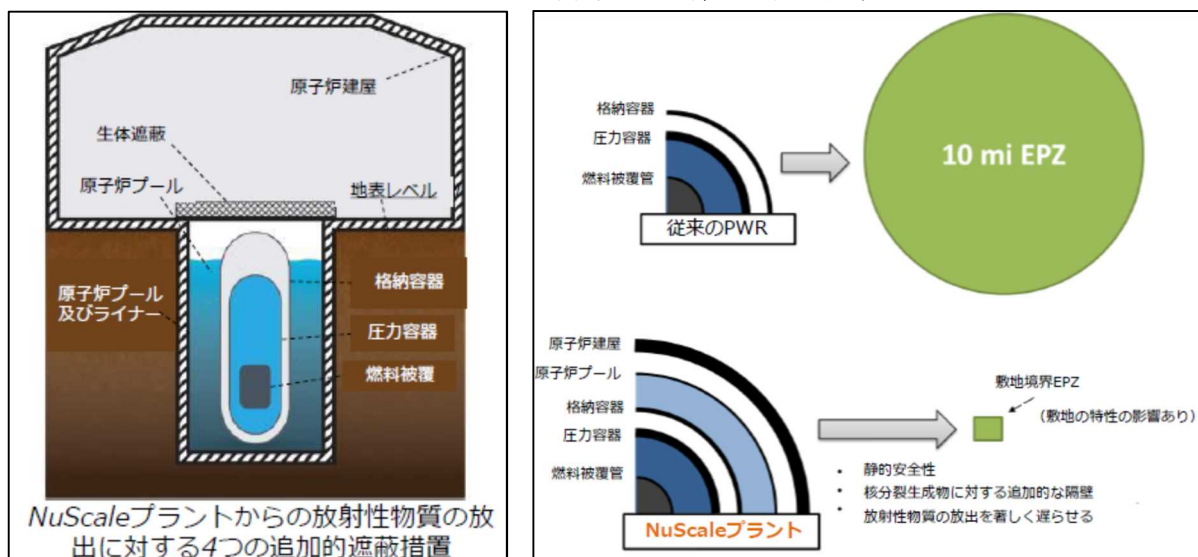 原子炉建屋
生体遮蔽
原子炉プール
地表レベル
原子炉プール
及びライナー
格納容器
圧力容器
燃料被覆
NuScaleプラントからの放射性物質の放
出に対する4つの追加的遮蔽措置
格納容器
圧力容器
燃料被覆管
従来のPWR
10 mi EPZ
原子炉建屋
原子炉プール
格納容器
圧力容器
燃料被覆管
NuScaleプラント
敷地境界EPZ
(敷地の特性の影響あり)
• 静的安全性
• 核分裂生成物に対する追加的な隔壁
• 放射性物質の放出を著しく遅らせる